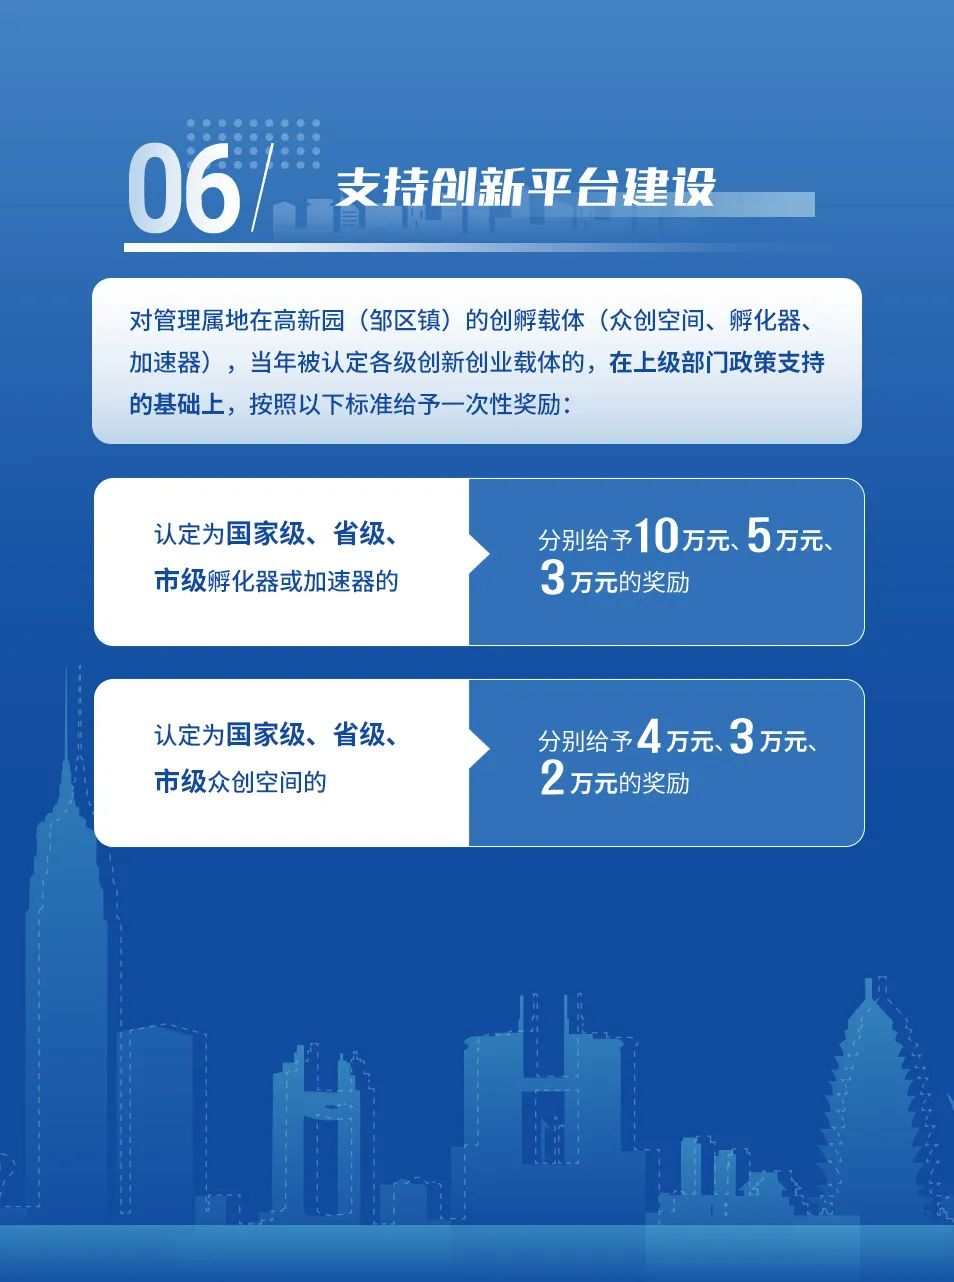 06/
支持创新平台建设
对管理属地在高新园（邹区镇）的创孵载体（众创空间、孵化器、
加速器），当年被认定各级创新创业载体的，在上级部门政策支持
的基础上，按照以下标准给予一次性奖励：
认定为国家级、省级、
市级孵化器或加速器的
分别给予10万元、5万元、
3万元的奖励
认定为国家级、省级、
市级众创空间的
分别给予4万元、3万元、
2万元的奖励